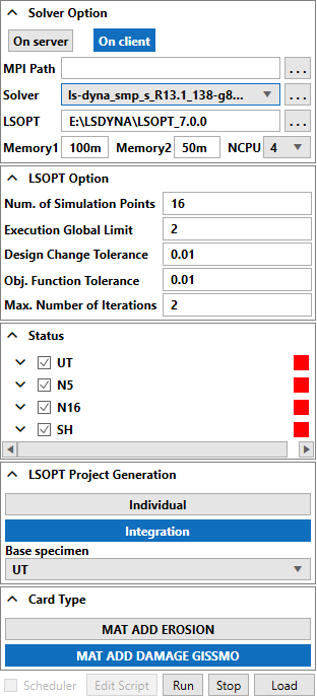 Solver Option
On server On client
MPI Path ...
Solver ls-dyna_smp_s_R13.1_138-g8... ...
LSOPT E:\LSDYNA\LSOPT_7.0.0 ...
Memory1 100m Memory2 50m NCPU 4
LSOPT Option
Num. of Simulation Points 16
Execution Global Limit 2
Design Change Tolerance 0.01
Obj. Function Tolerance 0.01
Max. Number of Iterations 2
Status
UT
N5
N16
SH
LSOPT Project Generation
Individual
Integration
Base specimen
UT
Card Type
MAT ADD EROSION
MAT ADD DAMAGE GISSMO
Scheduler Edit Script Run Stop Load